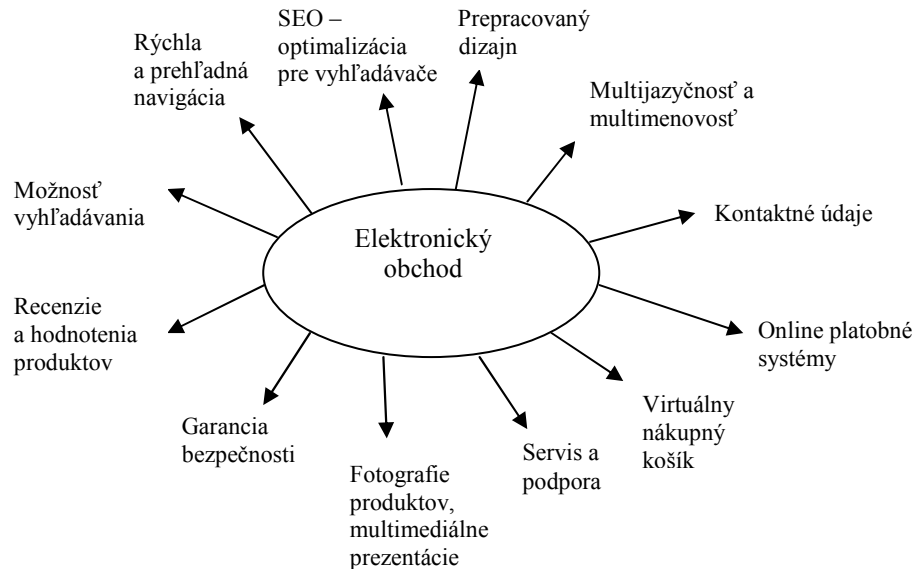 SEO –
optimalizácia
pre vyhľadávače
Prepracovaný
dizajn
Rýchla
a prehľadná
navigácia
Multijazyčnosť a
multimenovosť
Možnosť
vyhľadávania
Kontaktné údaje
Elektronický
obchod
Recenzie
a hodnotenia
produktov
Online platobné
systémy
Garancia
bezpečnosti
Virtuálny
nákupný
košík
Servis a
podpora
Fotografie
produktov,
multimediálne
prezentácie